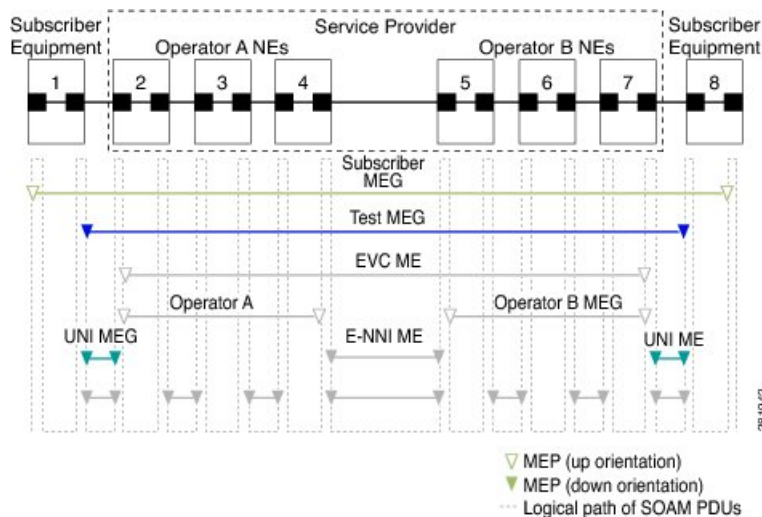 Subscriber
Equipment
Service Provider
Subscriber
Equipment
Operator A NEs
Operator B NEs
1
2
3
4
5
6
7
8
Subscriber
MEG
Test MEG
EVC ME
Operator A
Operator B MEG
UNI MEG
E-NNI ME
UNI ME
MEP (up orientation)
MEP (down orientation)
Logical path of SOAM PDUs